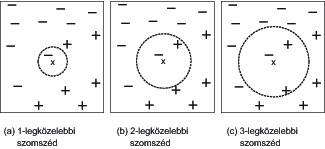 x
x
x
(a) 1-legközelebbi
szomszéd
(b) 2-legközelebbi
szomszéd
(c) 3-legközelebbi
szomszéd